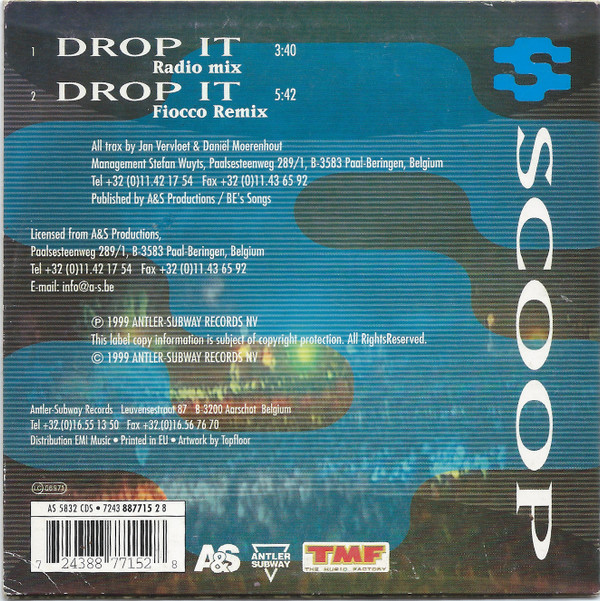 1 DROP IT 3:40
Radio mix
2 DROP IT 5:42
Fiocco Remix
S
SCOOP
All trax by Jan Vervloet & Daniël Moerenhout
Management Stefan Wuyts, Paalsesteenweg 289/1, B-3583 Paal-Beringen, Belgium
Tel +32 (0)11.42 17 54 Fax +32 (0)11.43 65 92
Published by A&S Productions / BE's Songs
Licensed from A&S Productions,
Paalsesteenweg 289/1, B-3583 Paal-Beringen, Belgium
Tel +32 (0)11.42 17 54 Fax +32 (0)11.43 65 92
E-mail: info@a-s.be
℗ 1999 ANTLER-SUBWAY RECORDS NV
This label copy information is subject of copyright protection. All RightsReserved.
© 1999 ANTLER-SUBWAY RECORDS NV
Antler-Subway Records Leuvensestraat 87 B 3200 Aarschot Belgium
Tel +32.(0)16.55 13 50 Fax +32.(0)16.56 76 70
Distribution EMI Music • Printed in EU • Artwork by Topfloor
LC
AS 5832 CDS • 7243 887715 2 8
7 24388 77152 8
A&S
ANTLER
SUBWAY
TMF
THE MUSIC FACTORY